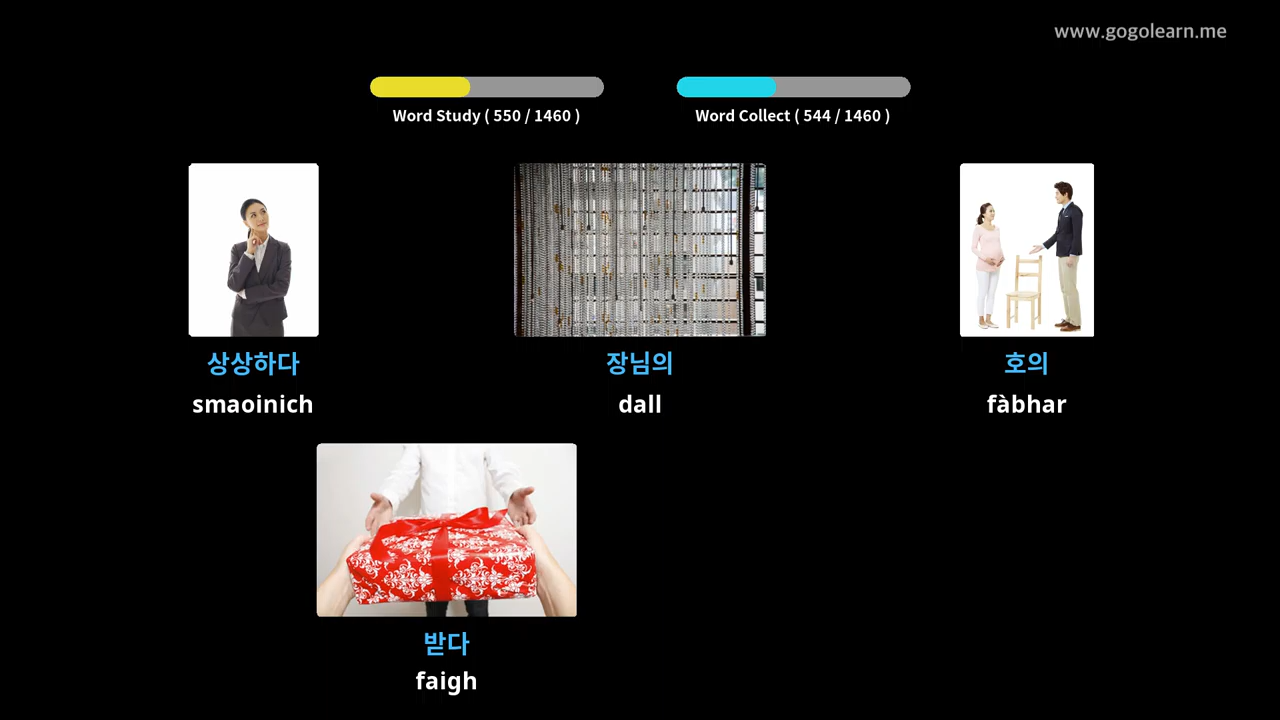 www.gogolearn.me
Word Study ( 550 / 1460 )
Word Collect ( 544 / 1460 )
상상하다
smaoinich
장님의
dall
호의
fàbhar
받다
faigh